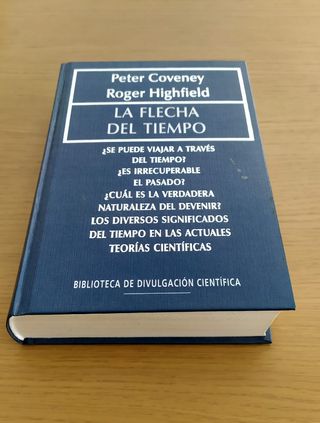 Peter Coveney
Roger Highfield
LA FLECHA
DEL TIEMPO
¿SE PUEDE VIAJAR A TRAVÉS
DEL TIEMPO?
¿ES IRRECUPERABLE
EL PASADO?
¿CUÁL ES LA VERDADERA
NATURALEZA DEL DEVENIR?
LOS DIVERSOS SIGNIFICADOS
DEL TIEMPO EN LAS ACTUALES
TEORÍAS CIENTÍFICAS
BIBLIOTECA DE DIVULGACIÓN CIENTÍFICA